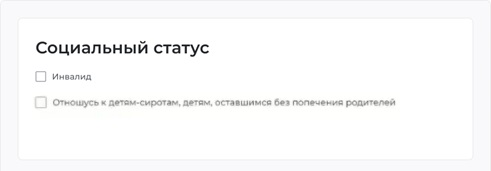 Социальный статус
Инвалид
Отношусь к детям-сиротам, детям, оставшимся без попечения родителей